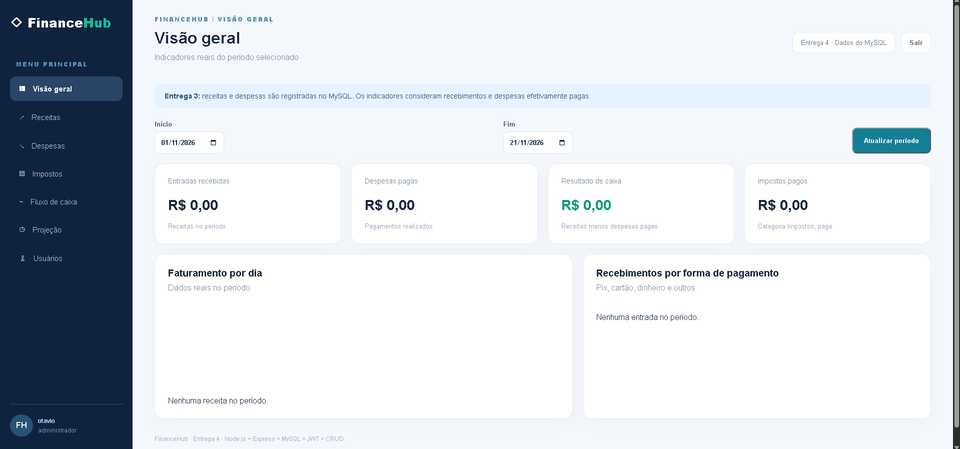 FinanceHub
MENU PRINCIPAL
Visão geral
Receitas
Despesas
Impostos
Fluxo de caixa
Projeção
Usuários
FH
otavio
administrador
FINANCEHUB / VISÃO GERAL
Visão geral
Indicadores reais do período selecionado
Entrega 4 · Dados do MySQL
Sair
Entrega 3: receitas e despesas são registradas no MySQL. Os indicadores consideram recebimentos e despesas efetivamente pagas.
Início
01/11/2026
Fim
21/11/2026
Atualizar período
Entradas recebidas
R$ 0,00
Receitas no período
Despesas pagas
R$ 0,00
Pagamentos realizados
Resultado de caixa
R$ 0,00
Receitas menos despesas pagas
Impostos pagos
R$ 0,00
Categoria Impostos, paga
Faturamento por dia
Dados reais no período
Nenhuma receita no período.
Recebimentos por forma de pagamento
Pix, cartão, dinheiro e outros
Nenhuma entrada no período.
FinanceHub · Entrega 4 · Node.js + Express + MySQL + JWT + CRUD